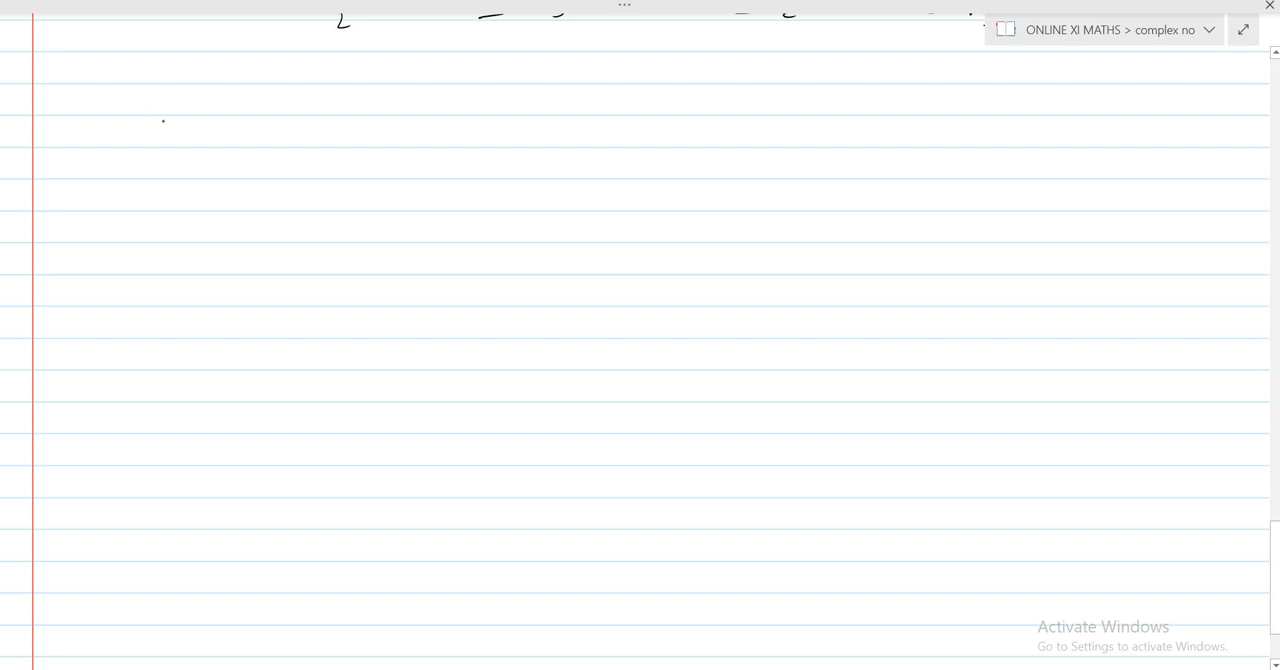 ONLINE XI MATHS > complex no
Activate Windows
Go to Settings to activate Windows.